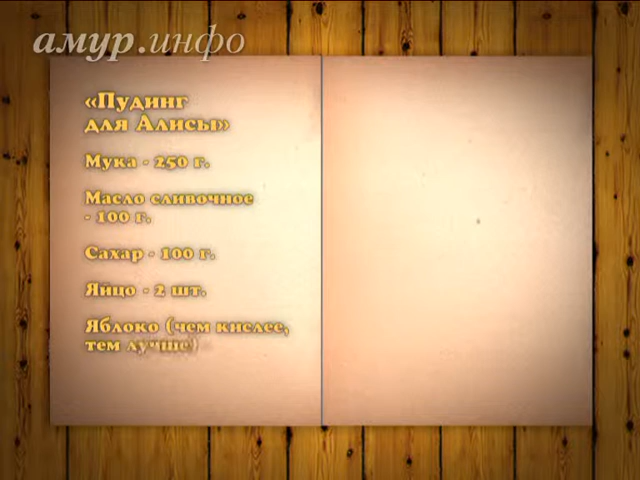 амур.инфо
«Пудинг
для Алисы»
Мука - 250 г.
Масло сливочное
- 100 г.
Сахар - 100 г.
Яйцо - 2 шт.
Яблоко (чем кислее,
тем лучше)